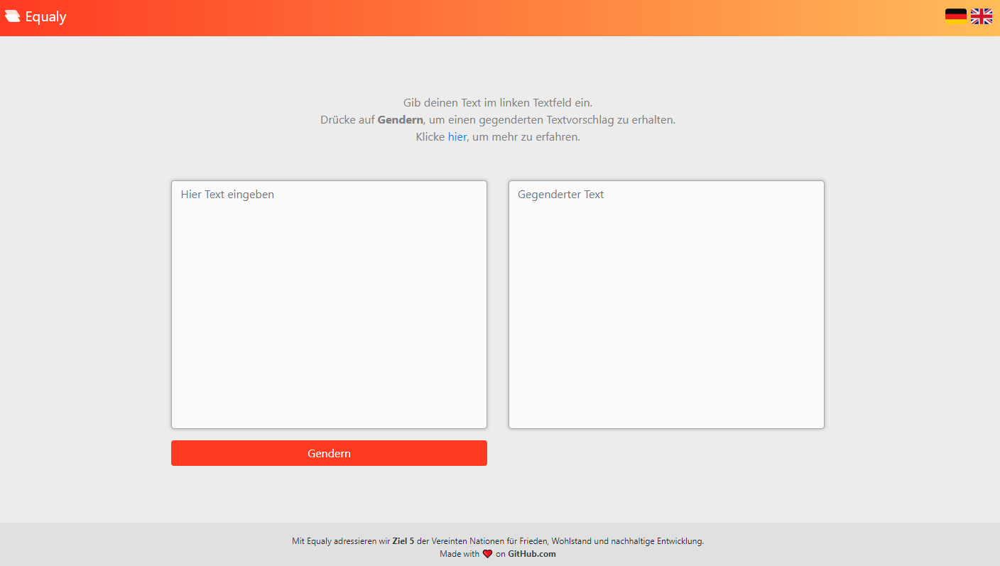 Equaly
Gib deinen Text im linken Textfeld ein.
Drücke auf Gendern, um einen gegenderten Textvorschlag zu erhalten.
Klicke hier, um mehr zu erfahren.
Hier Text eingeben
Gegenderter Text
Gendern
Mit Equaly adressieren wir Ziel 5 der Vereinten Nationen für Frieden, Wohlstand und nachhaltige Entwicklung.
Made with ❤ on GitHub.com